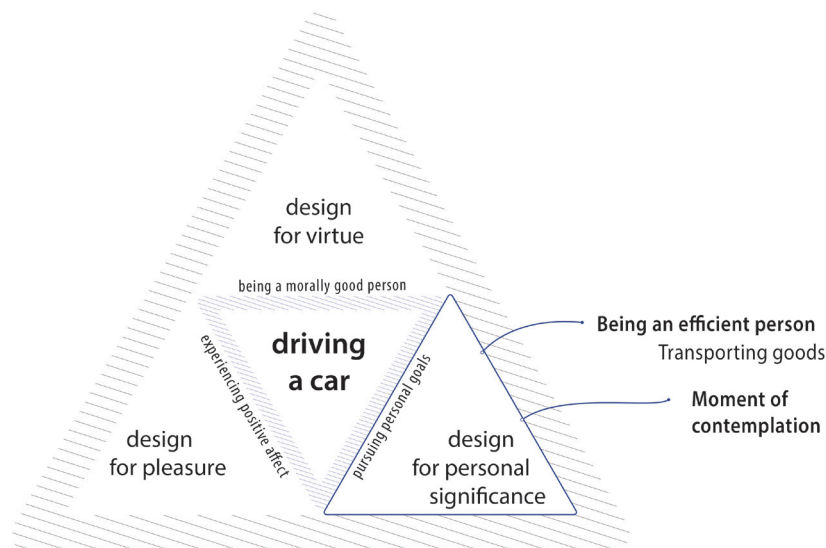 design
for virtue
being a morally good person
driving
a car
experiencing positive affect
pursuing personal goals
Being an efficient person
Transporting goods
Moment of
contemplation
design
for pleasure
design
for personal
significance